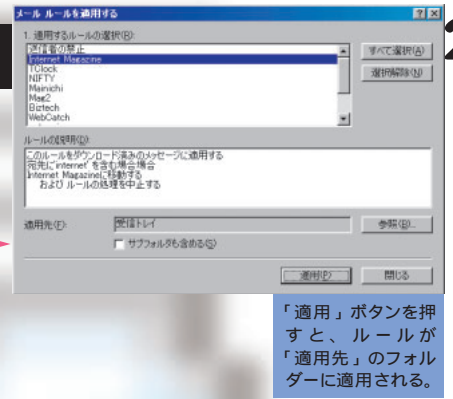 メール ルールを適用する
2
1. 適用するルールの選択(R):
送信者の禁止
Internet Magazine
TClock
NIFTY
Mainichi
Mag2
Biztech
WebCatch
すべて選択(A)
選択解除(N)
ルールの説明(D):
このルールをダウンロード済みのメッセージに適用する
宛先に'internet' を含む場合場合
Internet Magazineに移動する
および ルールの処理を中止する
適用先(F):
受信トレイ
参照(B)...
サブフォルダも含める(S)
適用(P)
閉じる
「適用」ボタンを押
すと、ルールが
「適用先」のフォル
ダーに適用される。